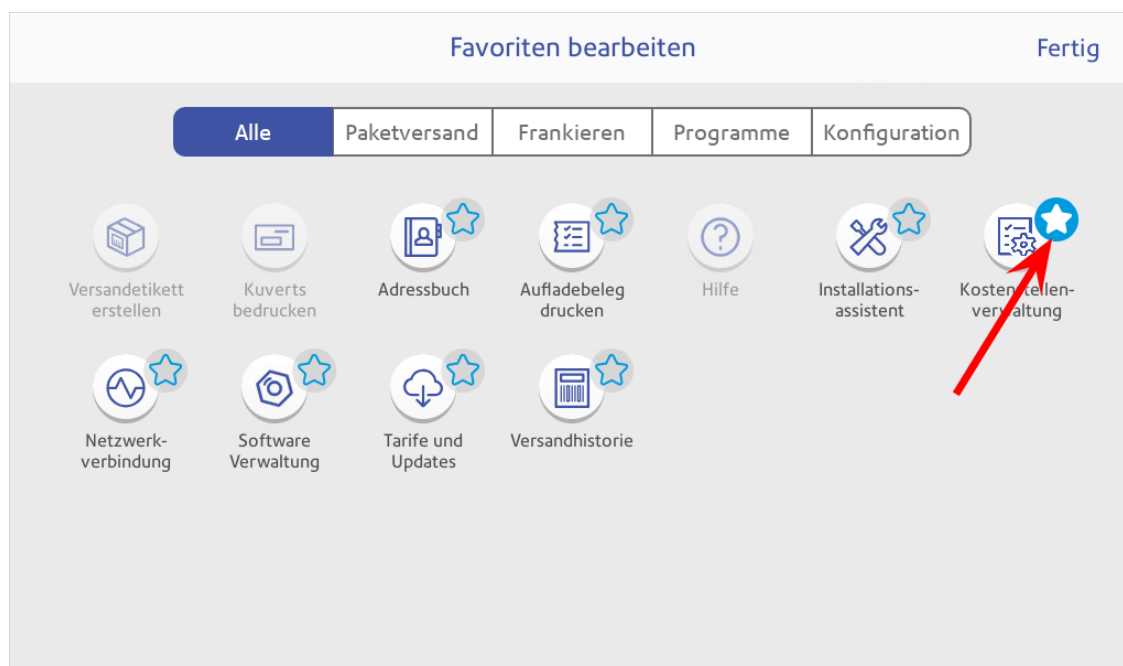 Favoriten bearbeiten
Fertig
Alle
Paketversand
Frankieren
Programme
Konfiguration
Versandetikett
erstellen
Kuverts
bedrucken
Adressbuch
Aufladebeleg
drucken
Hilfe
Installations-
assistent
Kostenstellen-
verwaltung
Netzwerk-
verbindung
Software
Verwaltung
Tarife und
Updates
Versandhistorie